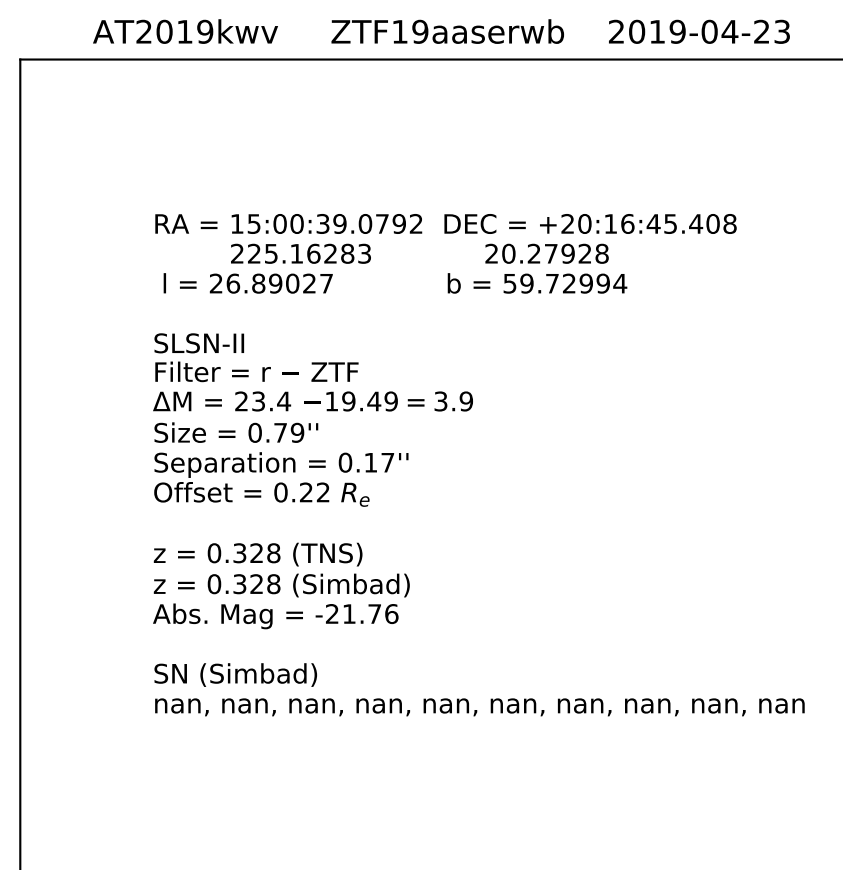 AT2019kwv ZTF19aaserwb 2019-04-23
RA = 15:00:39.0792 DEC = +20:16:45.408
225.16283 20.27928
l = 26.89027 b = 59.72994
SLSN-II
Filter = r − ZTF
ΔM = 23.4 −19.49 = 3.9
Size = 0.79''
Separation = 0.17''
Offset = 0.22 Re
z = 0.328 (TNS)
z = 0.328 (Simbad)
Abs. Mag = -21.76
SN (Simbad)
nan, nan, nan, nan, nan, nan, nan, nan, nan, nan